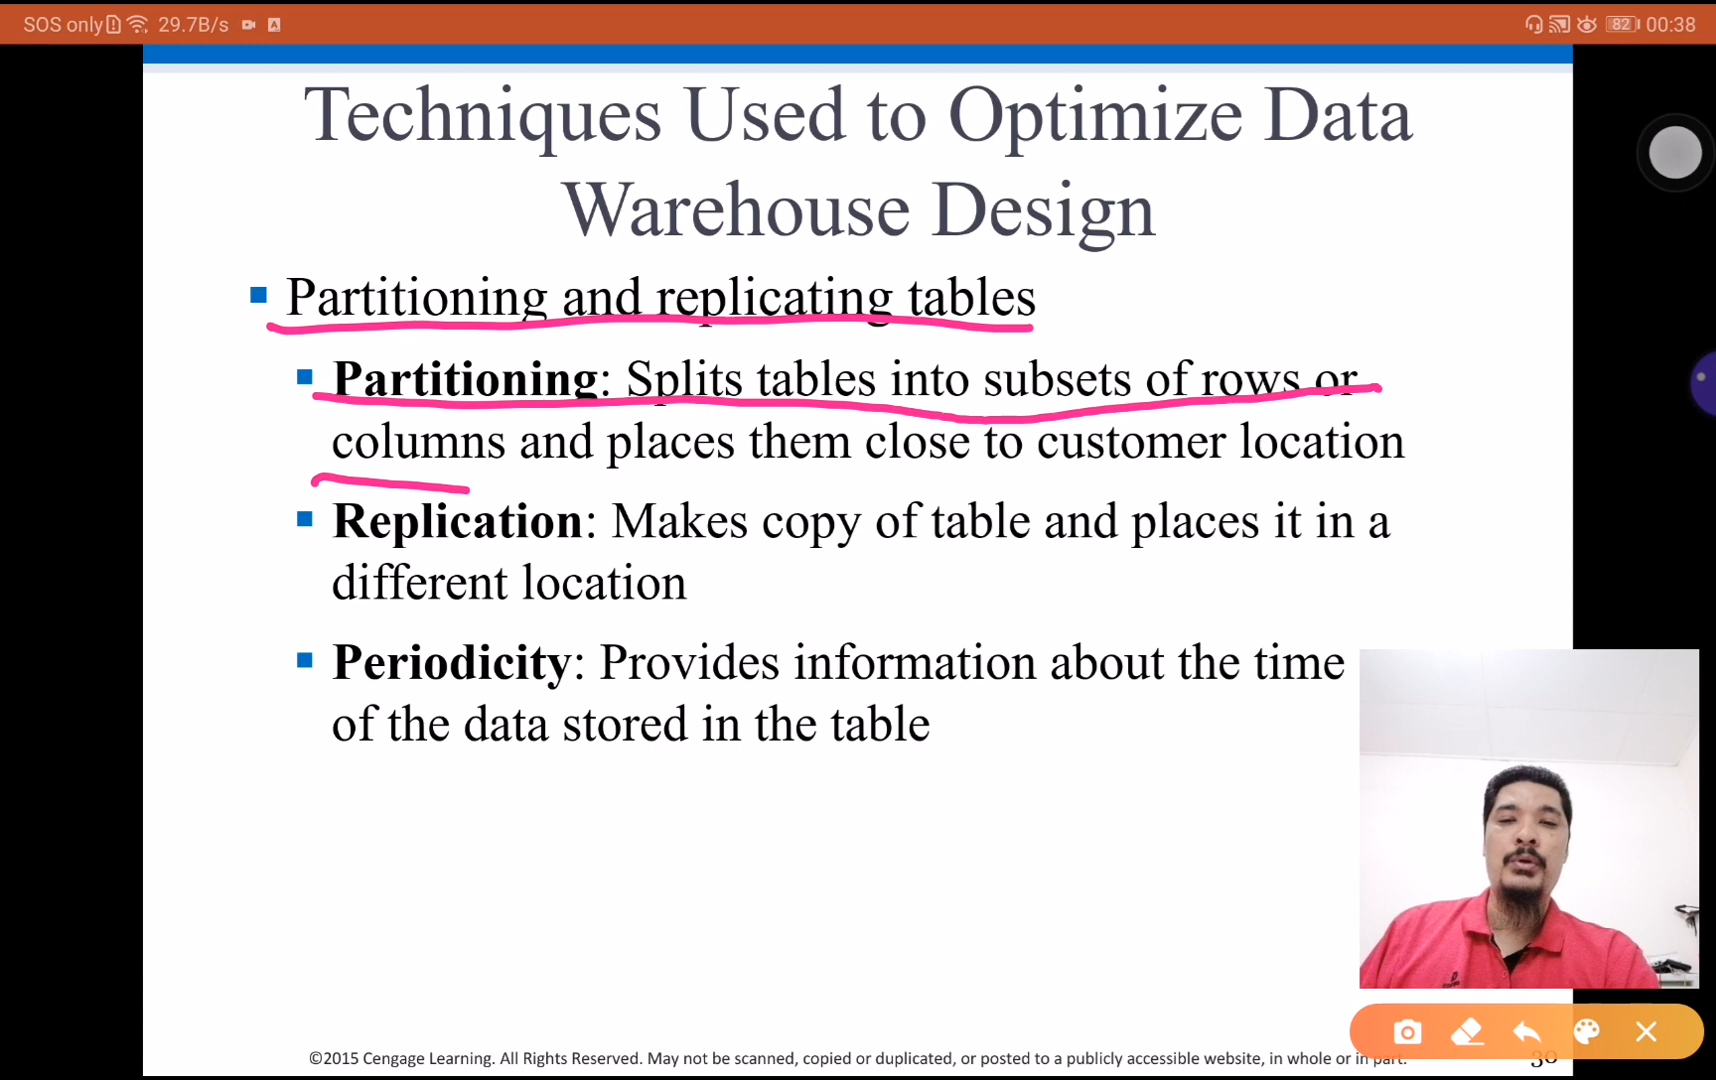 SOS only 29.7B/s A 82 00:38
Techniques Used to Optimize Data
Warehouse Design
Partitioning and replicating tables
Partitioning: Splits tables into subsets of rows or
columns and places them close to customer location
Replication: Makes copy of table and places it in a
different location
Periodicity: Provides information about the time
of the data stored in the table
©2015 Cengage Learning. All Rights Reserved. May not be scanned, copied or duplicated, or posted to a publicly accessible website, in whole or in part.
30